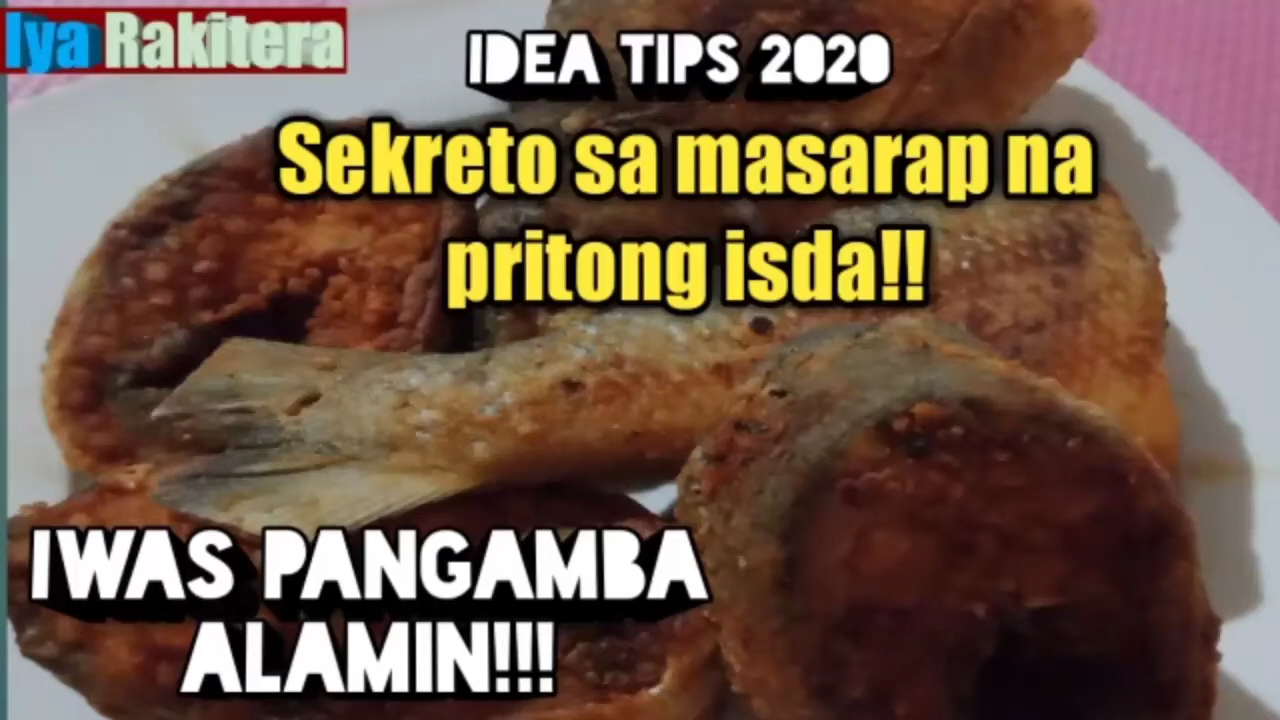 Iya Rakitera
IDEA TIPS 2020
Sekreto sa masarap na
pritong isda!!
IWAS PANGAMBA
ALAMIN!!!